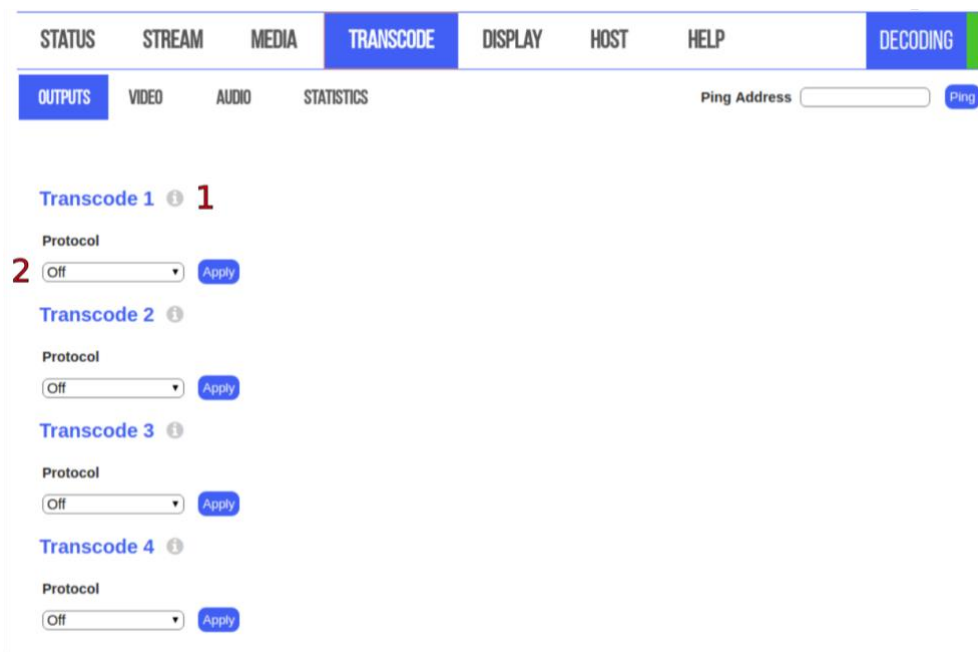 STATUS STREAM MEDIA TRANSCODE DISPLAY HOST HELP DECODING
OUTPUTS VIDEO AUDIO STATISTICS Ping Address Ping
Transcode 1 i 1
Protocol
2 Off Apply
Transcode 2 i
Protocol
Off Apply
Transcode 3 i
Protocol
Off Apply
Transcode 4 i
Protocol
Off Apply